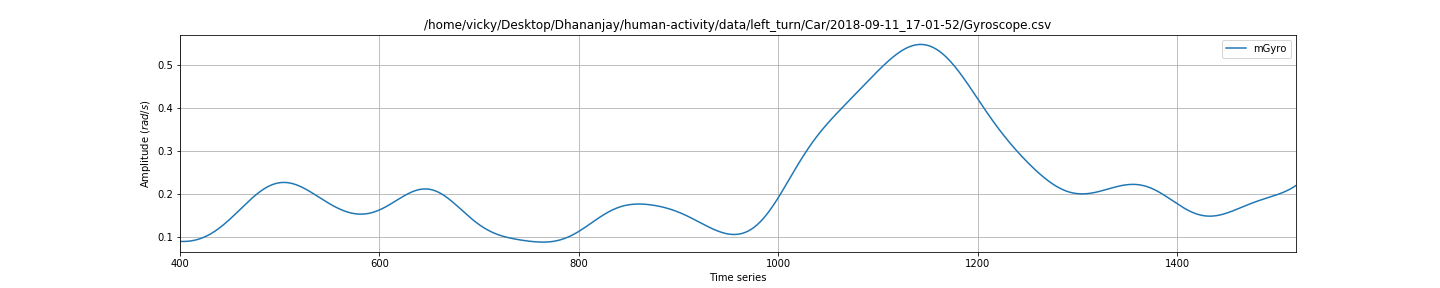 /home/vicky/Desktop/Dhananjay/human-activity/data/left_turn/Car/2018-09-11_17-01-52/Gyroscope.csv
mGyro
Amplitude (rad/s)
0.5
0.4
0.3
0.2
0.1
400 600 800 1000 1200 1400
Time series